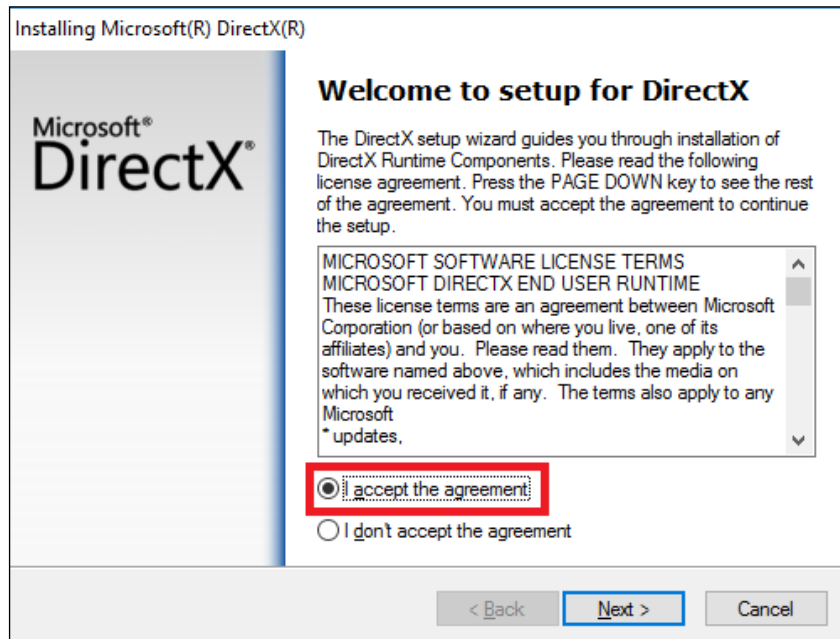 Installing Microsoft(R) DirectX(R)
Microsoft®
DirectX®
Welcome to setup for DirectX
The DirectX setup wizard guides you through installation of
DirectX Runtime Components. Please read the following
license agreement. Press the PAGE DOWN key to see the rest
of the agreement. You must accept the agreement to continue
the setup.
MICROSOFT SOFTWARE LICENSE TERMS
MICROSOFT DIRECTX END USER RUNTIME
These license terms are an agreement between Microsoft
Corporation (or based on where you live, one of its
affiliates) and you.  Please read them.  They apply to the
software named above, which includes the media on
which you received it, if any.  The terms also apply to any
Microsoft
* updates,
I accept the agreement
I don't accept the agreement
< Back
Next >
Cancel